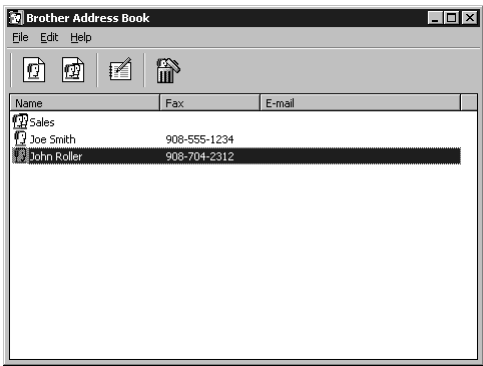 Brother Address Book
File Edit Help
Name Fax E-mail
Sales
Joe Smith 908-555-1234
John Roller 908-704-2312